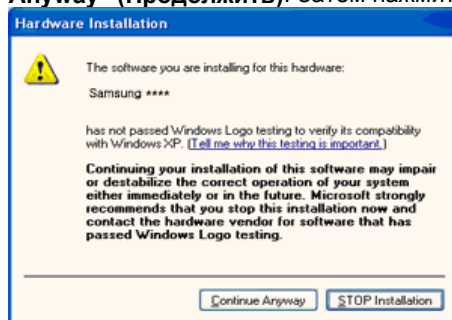 Anyway" (Продолжить). Затем нажмит
Hardware Installation
The software you are installing for this hardware:
Samsung ****
has not passed Windows Logo testing to verify its compatibility
with Windows XP. (Tell me why this testing is important.)
Continuing your installation of this software may impair
or destabilize the correct operation of your system
either immediately or in the future. Microsoft strongly
recommends that you stop this installation now and
contact the hardware vendor for software that has
passed Windows Logo testing.
Continue Anyway STOP Installation